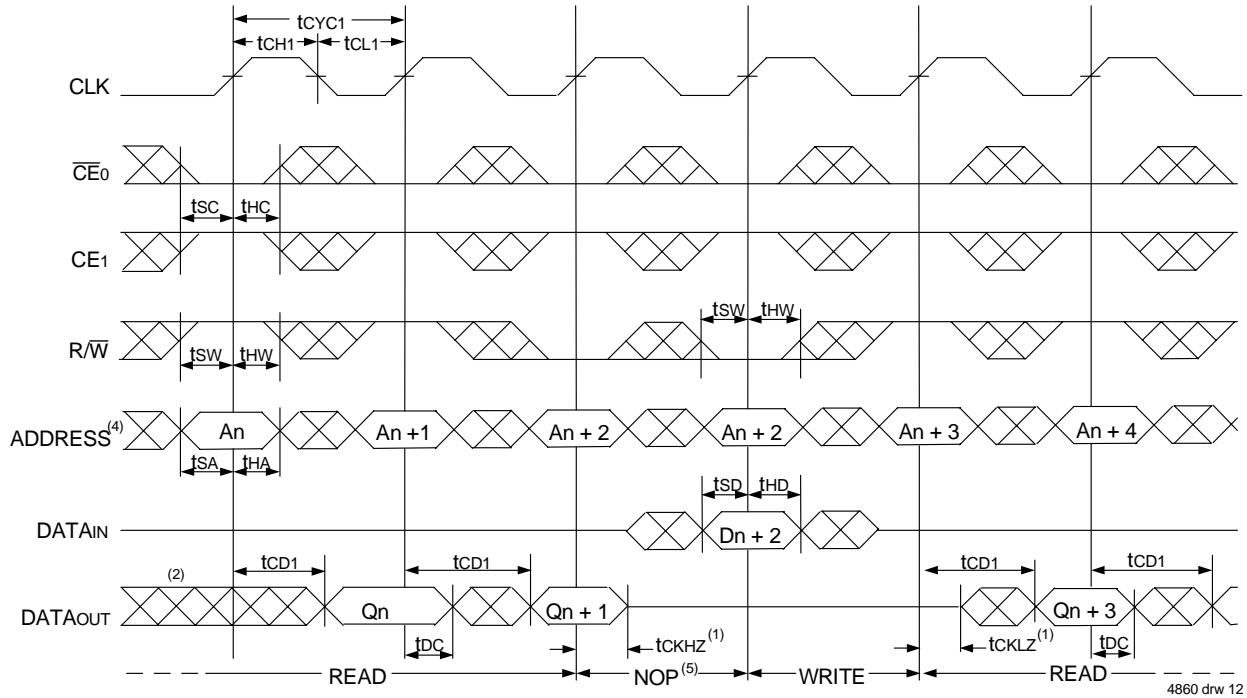 tCYC1
tCH1 tCL1
CLK
CE0
tSC tHC
CE1
tSW tHW
R/W
tSW tHW
ADDRESS(4) An An +1 An + 2 An + 2 An + 3 An + 4
tSA tHA
tSD tHD
DATAIN Dn + 2
tCD1 tCD1 tCD1 tCD1
(2)
DATAOUT Qn Qn + 1 Qn + 3
tDC tCKHZ(1) tCKLZ(1) tDC
READ NOP(5) WRITE READ
4860 drw 12